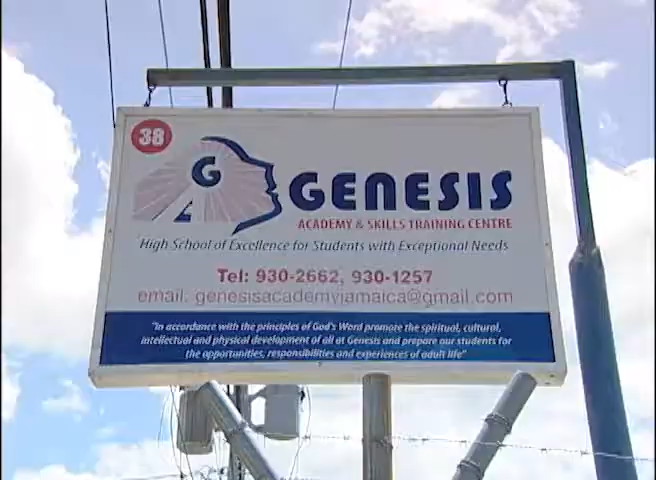 38
G
GENESIS
ACADEMY & SKILLS TRAINING CENTRE
High School of Excellence for Students with Exceptional Needs
Tel: 930-2662, 930-1257
email: genesisacademyjamaica@gmail.com
"In accordance with the principles of God's Word promote the spiritual, cultural,
intellectual and physical development of all at Genesis and prepare our students for
the opportunities, responsibilities and experiences of adult life"